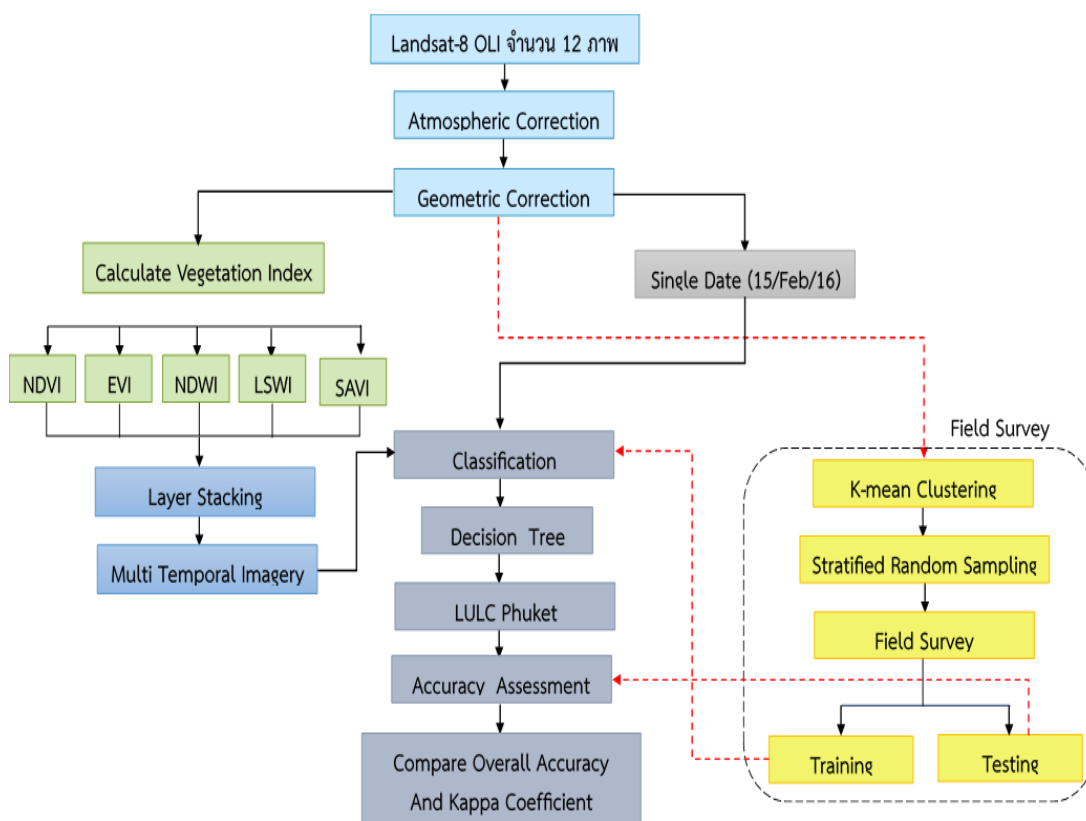 Landsat-8 OLI จำนวน 12 ภาพ
Atmospheric Correction
Geometric Correction
Calculate Vegetation Index
Single Date (15/Feb/16)
NDVI
EVI
NDWI
LSWI
SAVI
Layer Stacking
Multi Temporal Imagery
Classification
Decision Tree
LULC Phuket
Accuracy Assessment
Compare Overall Accuracy
And Kappa Coefficient
Field Survey
K-mean Clustering
Stratified Random Sampling
Field Survey
Training
Testing